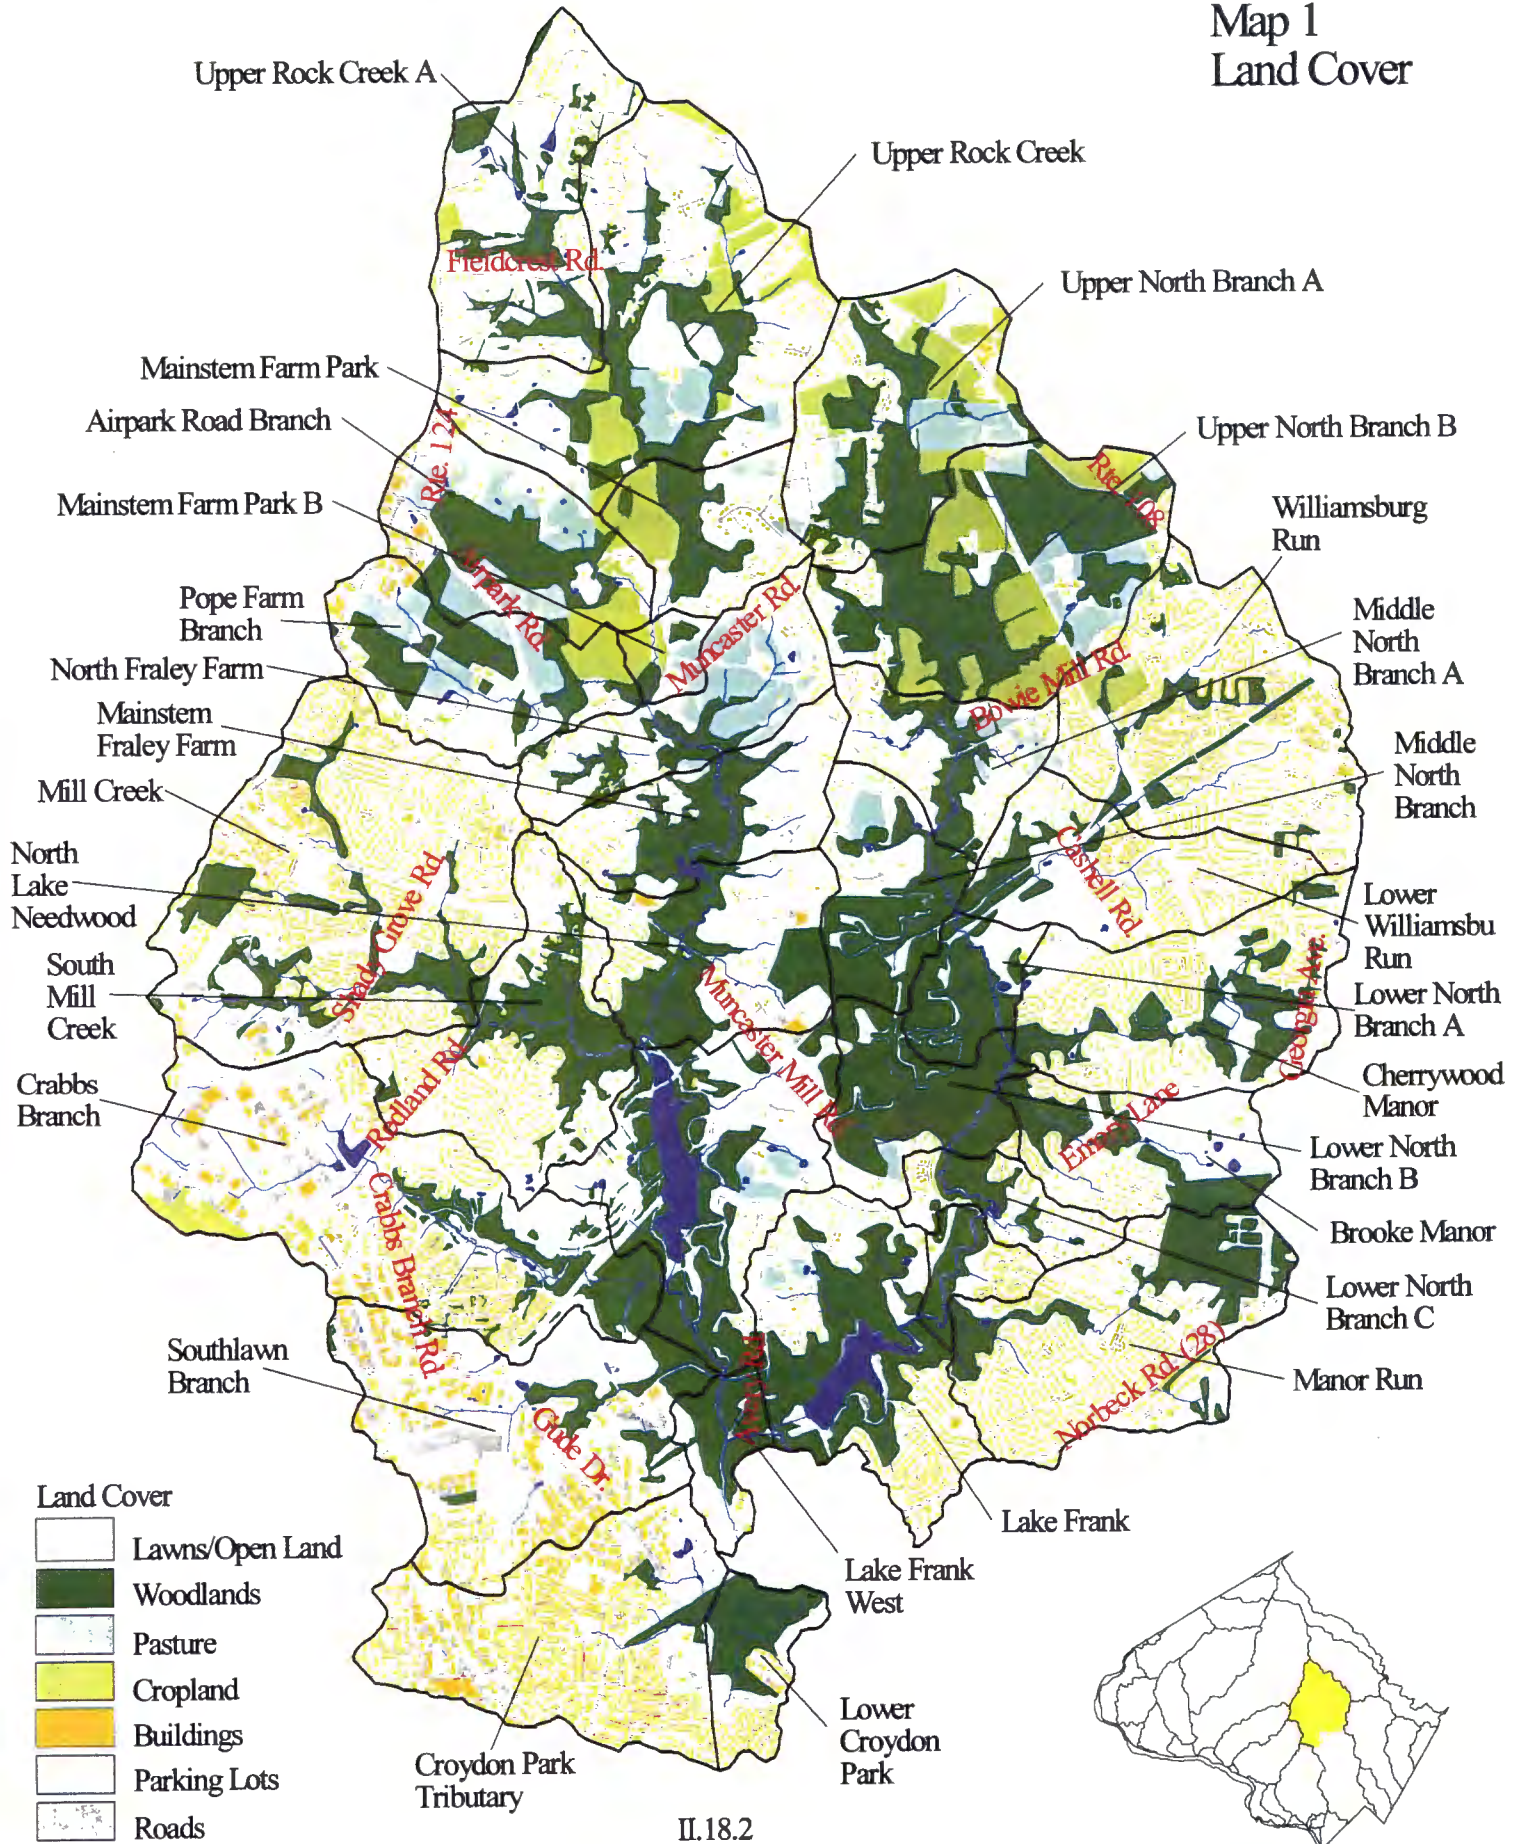 Map 1
Land Cover
Upper Rock Creek A
Upper Rock Creek
Fieldcrest Rd.
Upper North Branch A
Mainstem Farm Park
Airpark Road Branch
Rte. 124
Upper North Branch B
Rte. 108
Mainstem Farm Park B
Williamsburg
Run
Airpark Rd.
Muncaster Rd.
Pope Farm
Branch
Middle
North
Branch A
North Fraley Farm
Bowie Mill Rd.
Mainstem
Fraley Farm
Middle
North
Branch
Mill Creek
Cashell Rd.
North
Lake
Needwood
Shady Grove Rd.
Lower
Williamsbu
Run
Georgia Ave.
South
Mill
Creek
Muncaster Mill Rd.
Lower North
Branch A
Redland Rd.
Crabbs
Branch
Cherrywood
Manor
Emory Lane
Lower North
Branch B
Crabbs Branch Rd.
Brooke Manor
Lower North
Branch C
Southlawn
Branch
Norbeck Rd. (28)
Manor Run
Gude Dr.
Lake Frank
Lake Frank
West
Land Cover
Lawns/Open Land
Woodlands
Pasture
Cropland
Buildings
Parking Lots
Roads
Croydon Park
Tributary
Lower
Croydon
Park
II.18.2